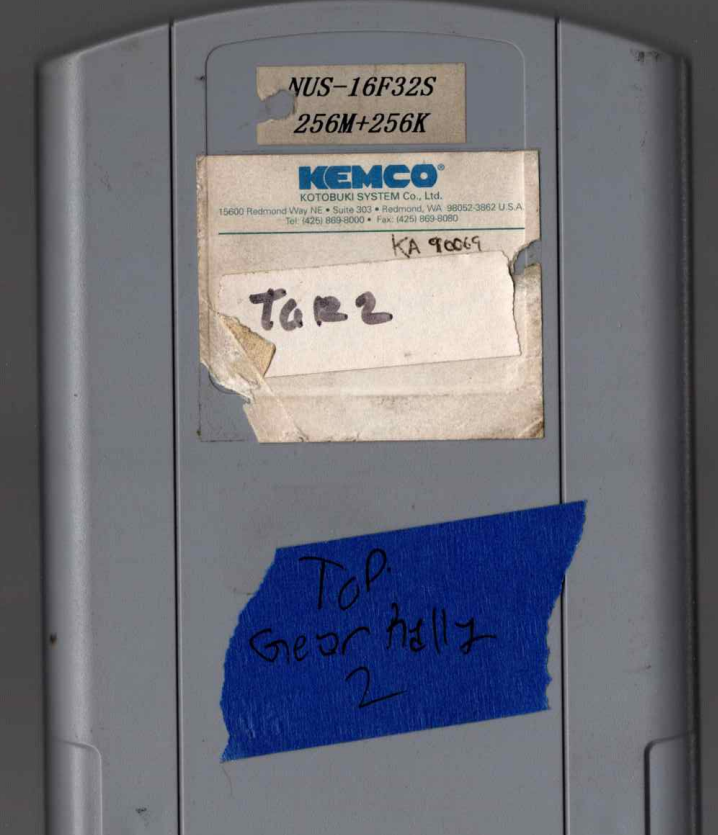 NUS-16F32S
256M+256K
KEMCO®
KOTOBUKI SYSTEM Co., Ltd.
15600 Redmond Way NE • Suite 303 • Redmond, WA 98052-3862 U.S.A.
Tel: (425) 869-8000 • Fax: (425) 869-8080
KA 90069
TGR2
TOP.
Gear Rally
2